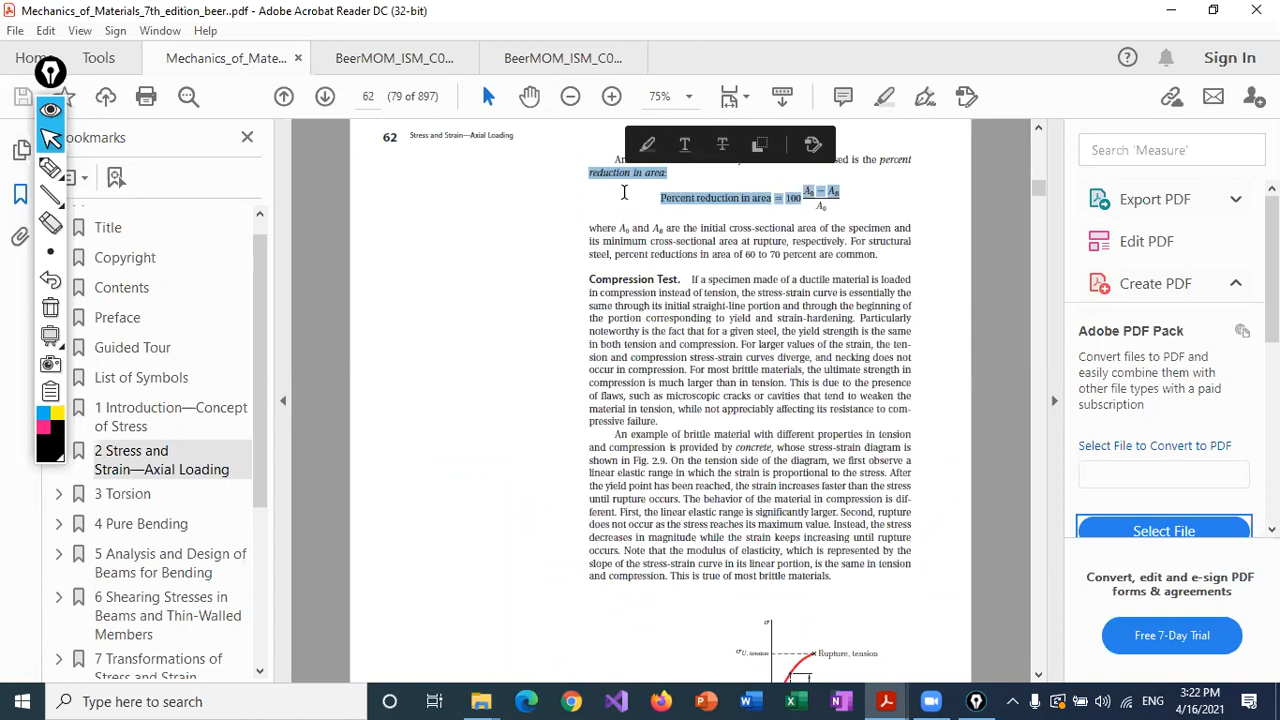 Mechanics_of_Materials_7th_edition_beer..pdf - Adobe Acrobat Reader DC (32-bit)
File Edit View Sign Window Help
Home Tools Mechanics_of_Mate... BeerMOM_ISM_C0... BeerMOM_ISM_C0... Sign In
62 (79 of 897) 75%
Bookmarks
Title
Copyright
Contents
Preface
Guided Tour
List of Symbols
1 Introduction—Concept
of Stress
2 Stress and
Strain—Axial Loading
3 Torsion
4 Pure Bending
5 Analysis and Design of
Beams for Bending
6 Shearing Stresses in
Beams and Thin-Walled
Members
7 Transformations of
62 Stress and Strain—Axial Loading
is the percent
reduction in area:
Percent reduction in area = 100 A0 − AB
A0
where A0 and AB are the initial cross-sectional area of the specimen and
its minimum cross-sectional area at rupture, respectively. For structural
steel, percent reductions in area of 60 to 70 percent are common.
Compression Test. If a specimen made of a ductile material is loaded
in compression instead of tension, the stress-strain curve is essentially the
same through its initial straight-line portion and through the beginning of
the portion corresponding to yield and strain-hardening. Particularly
noteworthy is the fact that for a given steel, the yield strength is the same
in both tension and compression. For larger values of the strain, the ten-
sion and compression stress-strain curves diverge, and necking does not
occur in compression. For most brittle materials, the ultimate strength in
compression is much larger than in tension. This is due to the presence
of flaws, such as microscopic cracks or cavities that tend to weaken the
material in tension, while not appreciably affecting its resistance to com-
pressive failure.
An example of brittle material with different properties in tension
and compression is provided by concrete, whose stress-strain diagram is
shown in Fig. 2.9. On the tension side of the diagram, we first observe a
linear elastic range in which the strain is proportional to the stress. After
the yield point has been reached, the strain increases faster than the stress
until rupture occurs. The behavior of the material in compression is dif-
ferent. First, the linear elastic range is significantly larger. Second, rupture
does not occur as the stress reaches its maximum value. Instead, the stress
decreases in magnitude while the strain keeps increasing until rupture
occurs. Note that the modulus of elasticity, which is represented by the
slope of the stress-strain curve in its linear portion, is the same in tension
and compression. This is true of most brittle materials.
σ
σU, tension Rupture, tension
Search 'Measure'
Export PDF
Edit PDF
Create PDF
Adobe PDF Pack
Convert files to PDF and
easily combine them with
other file types with a paid
subscription
Select File to Convert to PDF
Select File
Convert, edit and e-sign PDF
forms & agreements
Free 7-Day Trial
Type here to search
ENG
3:22 PM
4/16/2021